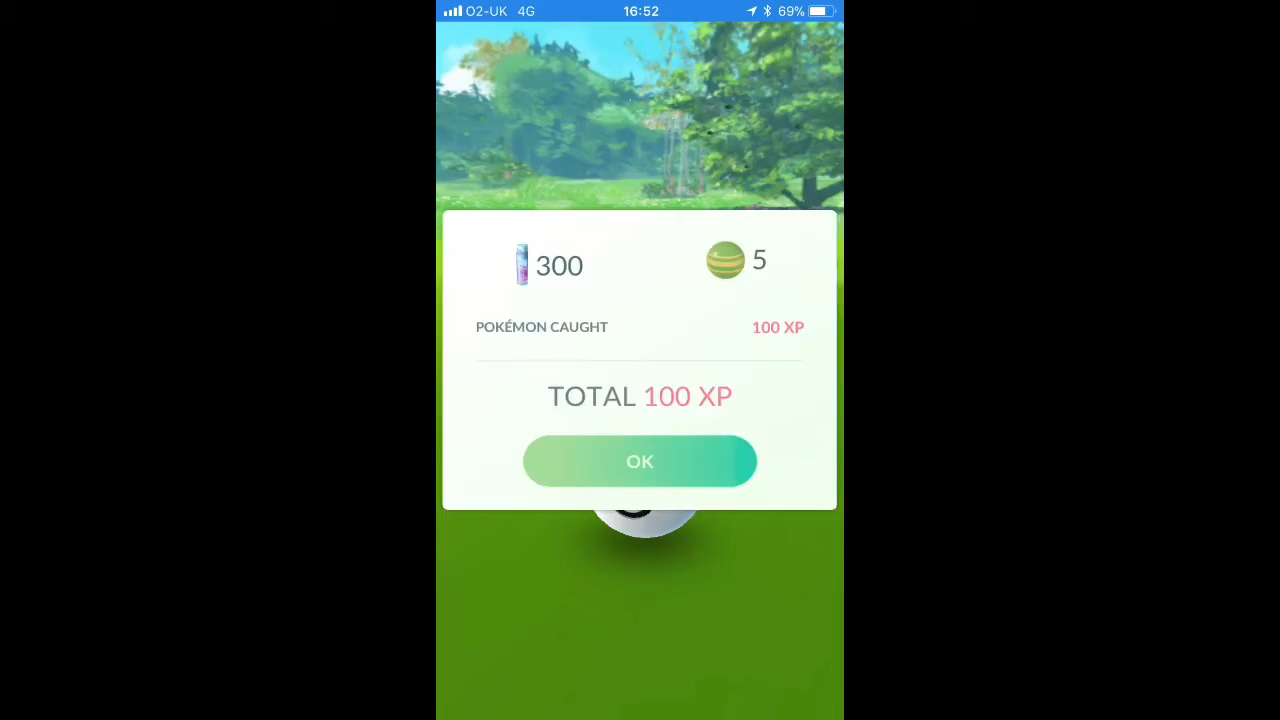 O2-UK 4G 16:52 69%
300 5
POKÉMON CAUGHT 100 XP
TOTAL 100 XP
OK